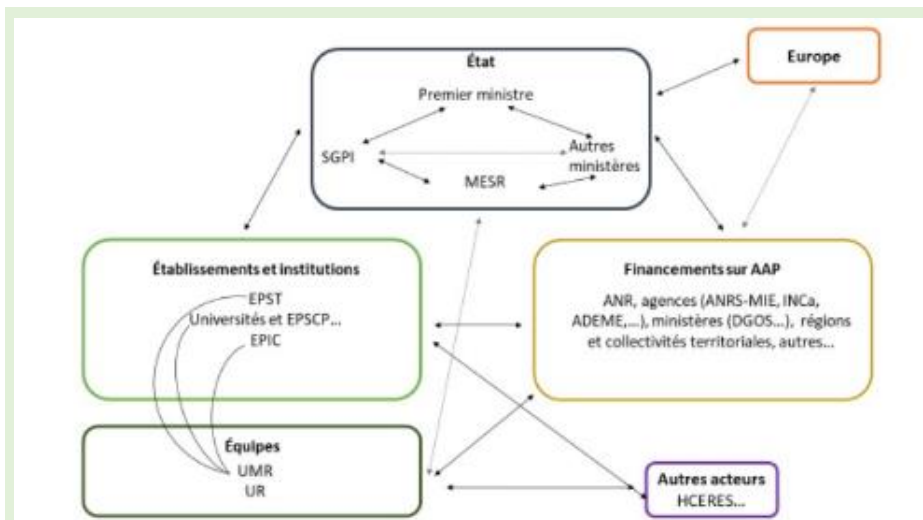 État
Premier ministre
SGPI
Autres
ministères
MESR
Europe
Établissements et institutions
EPST
Universités et EPSCP...
EPIC
Financements sur AAP
ANR, agences (ANRS-MIE, INCa,
ADEME,...), ministères (DGOS...), régions
et collectivités territoriales, autres...
Équipes
UMR
UR
Autres acteurs
HCERES...